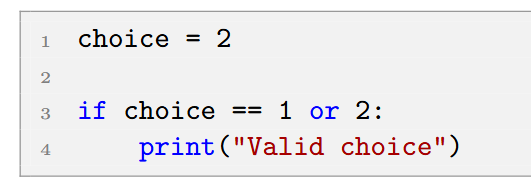 1 choice = 2
2
3 if choice == 1 or 2:
4     print("Valid choice")